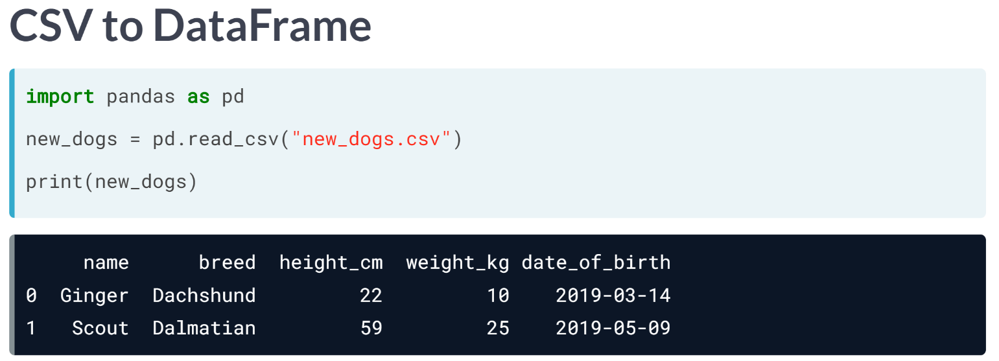 CSV to DataFrame
import pandas as pd
new_dogs = pd.read_csv("new_dogs.csv")
print(new_dogs)
name breed height_cm weight_kg date_of_birth
0 Ginger Dachshund 22 10 2019-03-14
1 Scout Dalmatian 59 25 2019-05-09